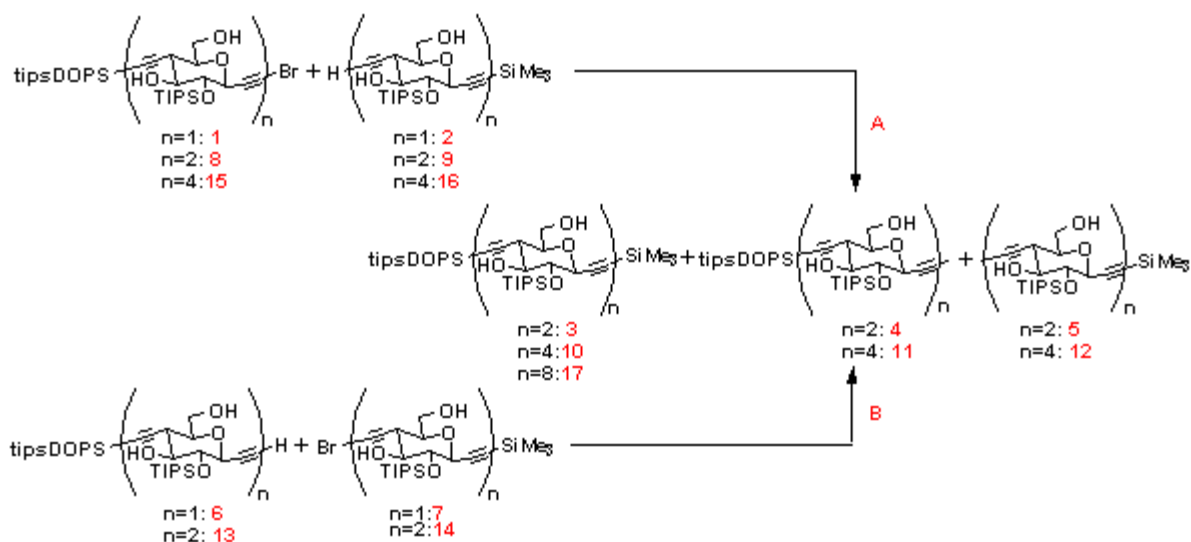 OH OH
O O
tipsDOPS Br + H SiMe3
HO HO
TIPSO TIPSO
n n
n=1: 1 n=1: 2
n=2: 8 n=2: 9
n=4:15 n=4:16
A
OH OH OH
O O O
tipsDOPS SiMe3+tipsDOPS + SiMe3
HO HO HO
TIPSO TIPSO TIPSO
n n n
n=2: 3 n=2: 4 n=2: 5
n=4:10 n=4: 11 n=4: 12
n=8:17
B
OH OH
O O
tipsDOPS H + Br SiMe3
HO HO
TIPSO TIPSO
n n
n=1: 6 n=1:7
n=2: 13 n=2:14